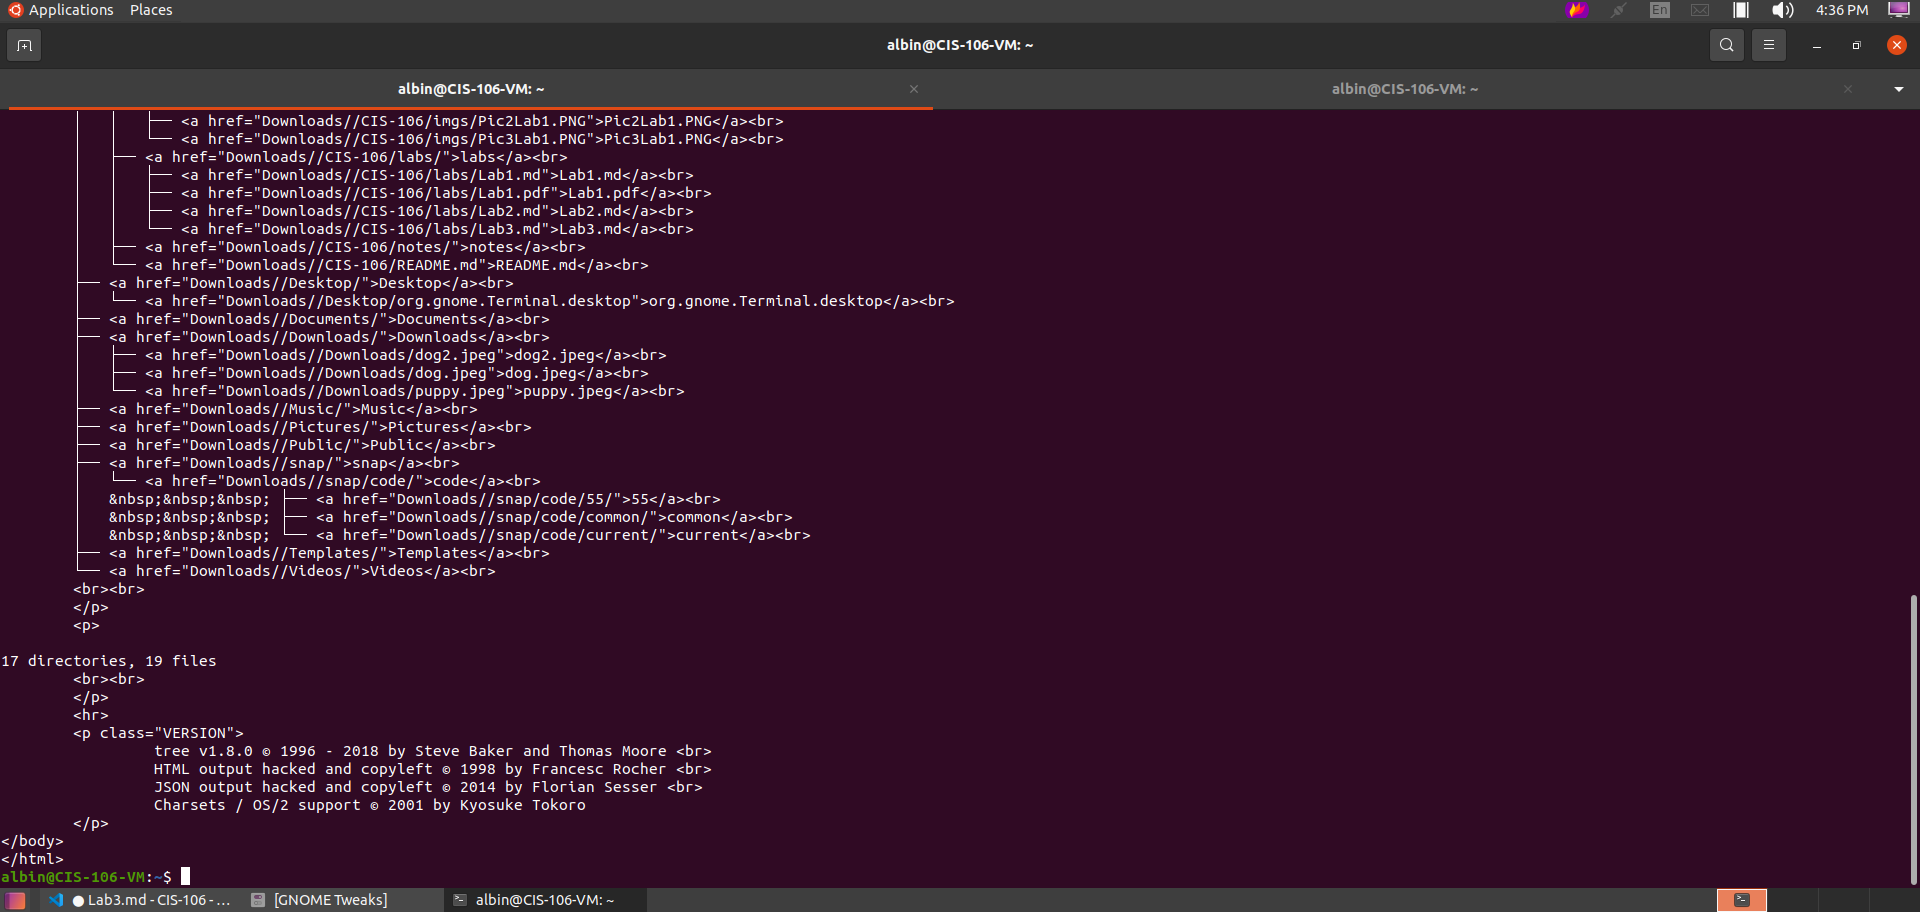 Applications Places En 4:36 PM
albin@CIS-106-VM: ~
albin@CIS-106-VM: ~ albin@CIS-106-VM: ~
├── <a href="Downloads//CIS-106/imgs/Pic2Lab1.PNG">Pic2Lab1.PNG</a><br>
└── <a href="Downloads//CIS-106/imgs/Pic3Lab1.PNG">Pic3Lab1.PNG</a><br>
├── <a href="Downloads//CIS-106/labs/">labs</a><br>
├── <a href="Downloads//CIS-106/labs/Lab1.md">Lab1.md</a><br>
├── <a href="Downloads//CIS-106/labs/Lab1.pdf">Lab1.pdf</a><br>
├── <a href="Downloads//CIS-106/labs/Lab2.md">Lab2.md</a><br>
└── <a href="Downloads//CIS-106/labs/Lab3.md">Lab3.md</a><br>
├── <a href="Downloads//CIS-106/notes/">notes</a><br>
└── <a href="Downloads//CIS-106/README.md">README.md</a><br>
├── <a href="Downloads//Desktop/">Desktop</a><br>
└── <a href="Downloads//Desktop/org.gnome.Terminal.desktop">org.gnome.Terminal.desktop</a><br>
├── <a href="Downloads//Documents/">Documents</a><br>
├── <a href="Downloads//Downloads/">Downloads</a><br>
├── <a href="Downloads//Downloads/dog2.jpeg">dog2.jpeg</a><br>
├── <a href="Downloads//Downloads/dog.jpeg">dog.jpeg</a><br>
└── <a href="Downloads//Downloads/puppy.jpeg">puppy.jpeg</a><br>
├── <a href="Downloads//Music/">Music</a><br>
├── <a href="Downloads//Pictures/">Pictures</a><br>
├── <a href="Downloads//Public/">Public</a><br>
├── <a href="Downloads//snap/">snap</a><br>
└── <a href="Downloads//snap/code/">code</a><br>
&nbsp;&nbsp;&nbsp; ├── <a href="Downloads//snap/code/55/">55</a><br>
&nbsp;&nbsp;&nbsp; ├── <a href="Downloads//snap/code/common/">common</a><br>
&nbsp;&nbsp;&nbsp; └── <a href="Downloads//snap/code/current/">current</a><br>
├── <a href="Downloads//Templates/">Templates</a><br>
└── <a href="Downloads//Videos/">Videos</a><br>
<br><br>
</p>
<p>
17 directories, 19 files
<br><br>
</p>
<hr>
<p class="VERSION">
tree v1.8.0 © 1996 - 2018 by Steve Baker and Thomas Moore <br>
HTML output hacked and copyleft © 1998 by Francesc Rocher <br>
JSON output hacked and copyleft © 2014 by Florian Sesser <br>
Charsets / OS/2 support © 2001 by Kyosuke Tokoro
</p>
</body>
</html>
albin@CIS-106-VM:~$
● Lab3.md - CIS-106 - ... [GNOME Tweaks] albin@CIS-106-VM: ~